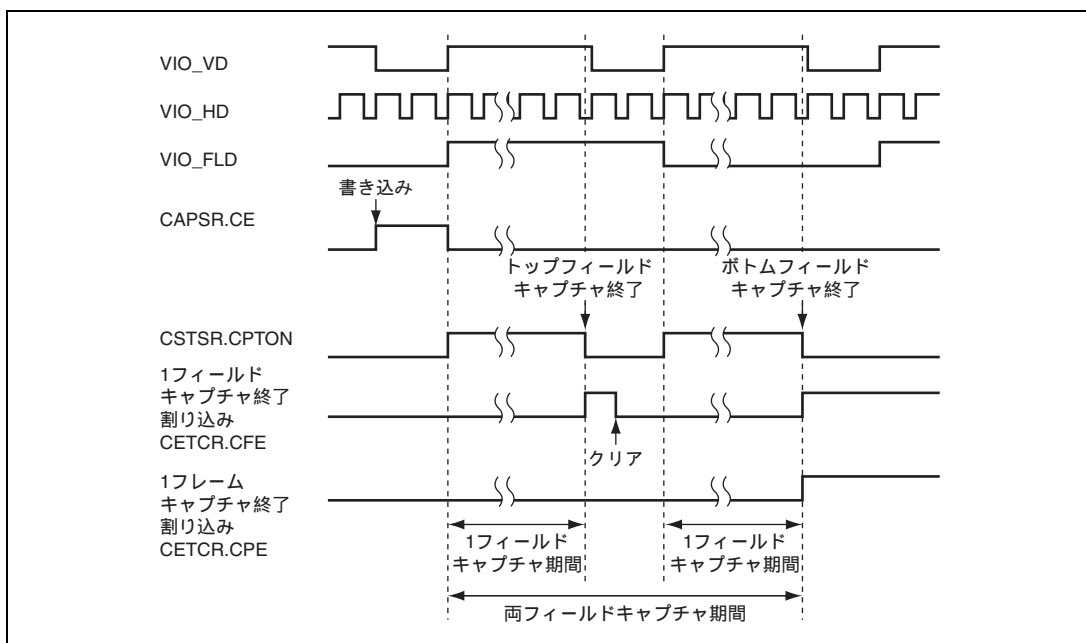 VIO_VD
VIO_HD
VIO_FLD
書き込み
CAPSR.CE
トップフィールド
キャプチャ終了
ボトムフィールド
キャプチャ終了
CSTSR.CPTON
1フィールド
キャプチャ終了
割り込み
CETCR.CFE
クリア
1フレーム
キャプチャ終了
割り込み
CETCR.CPE
1フィールド
キャプチャ期間
1フィールド
キャプチャ期間
両フィールドキャプチャ期間